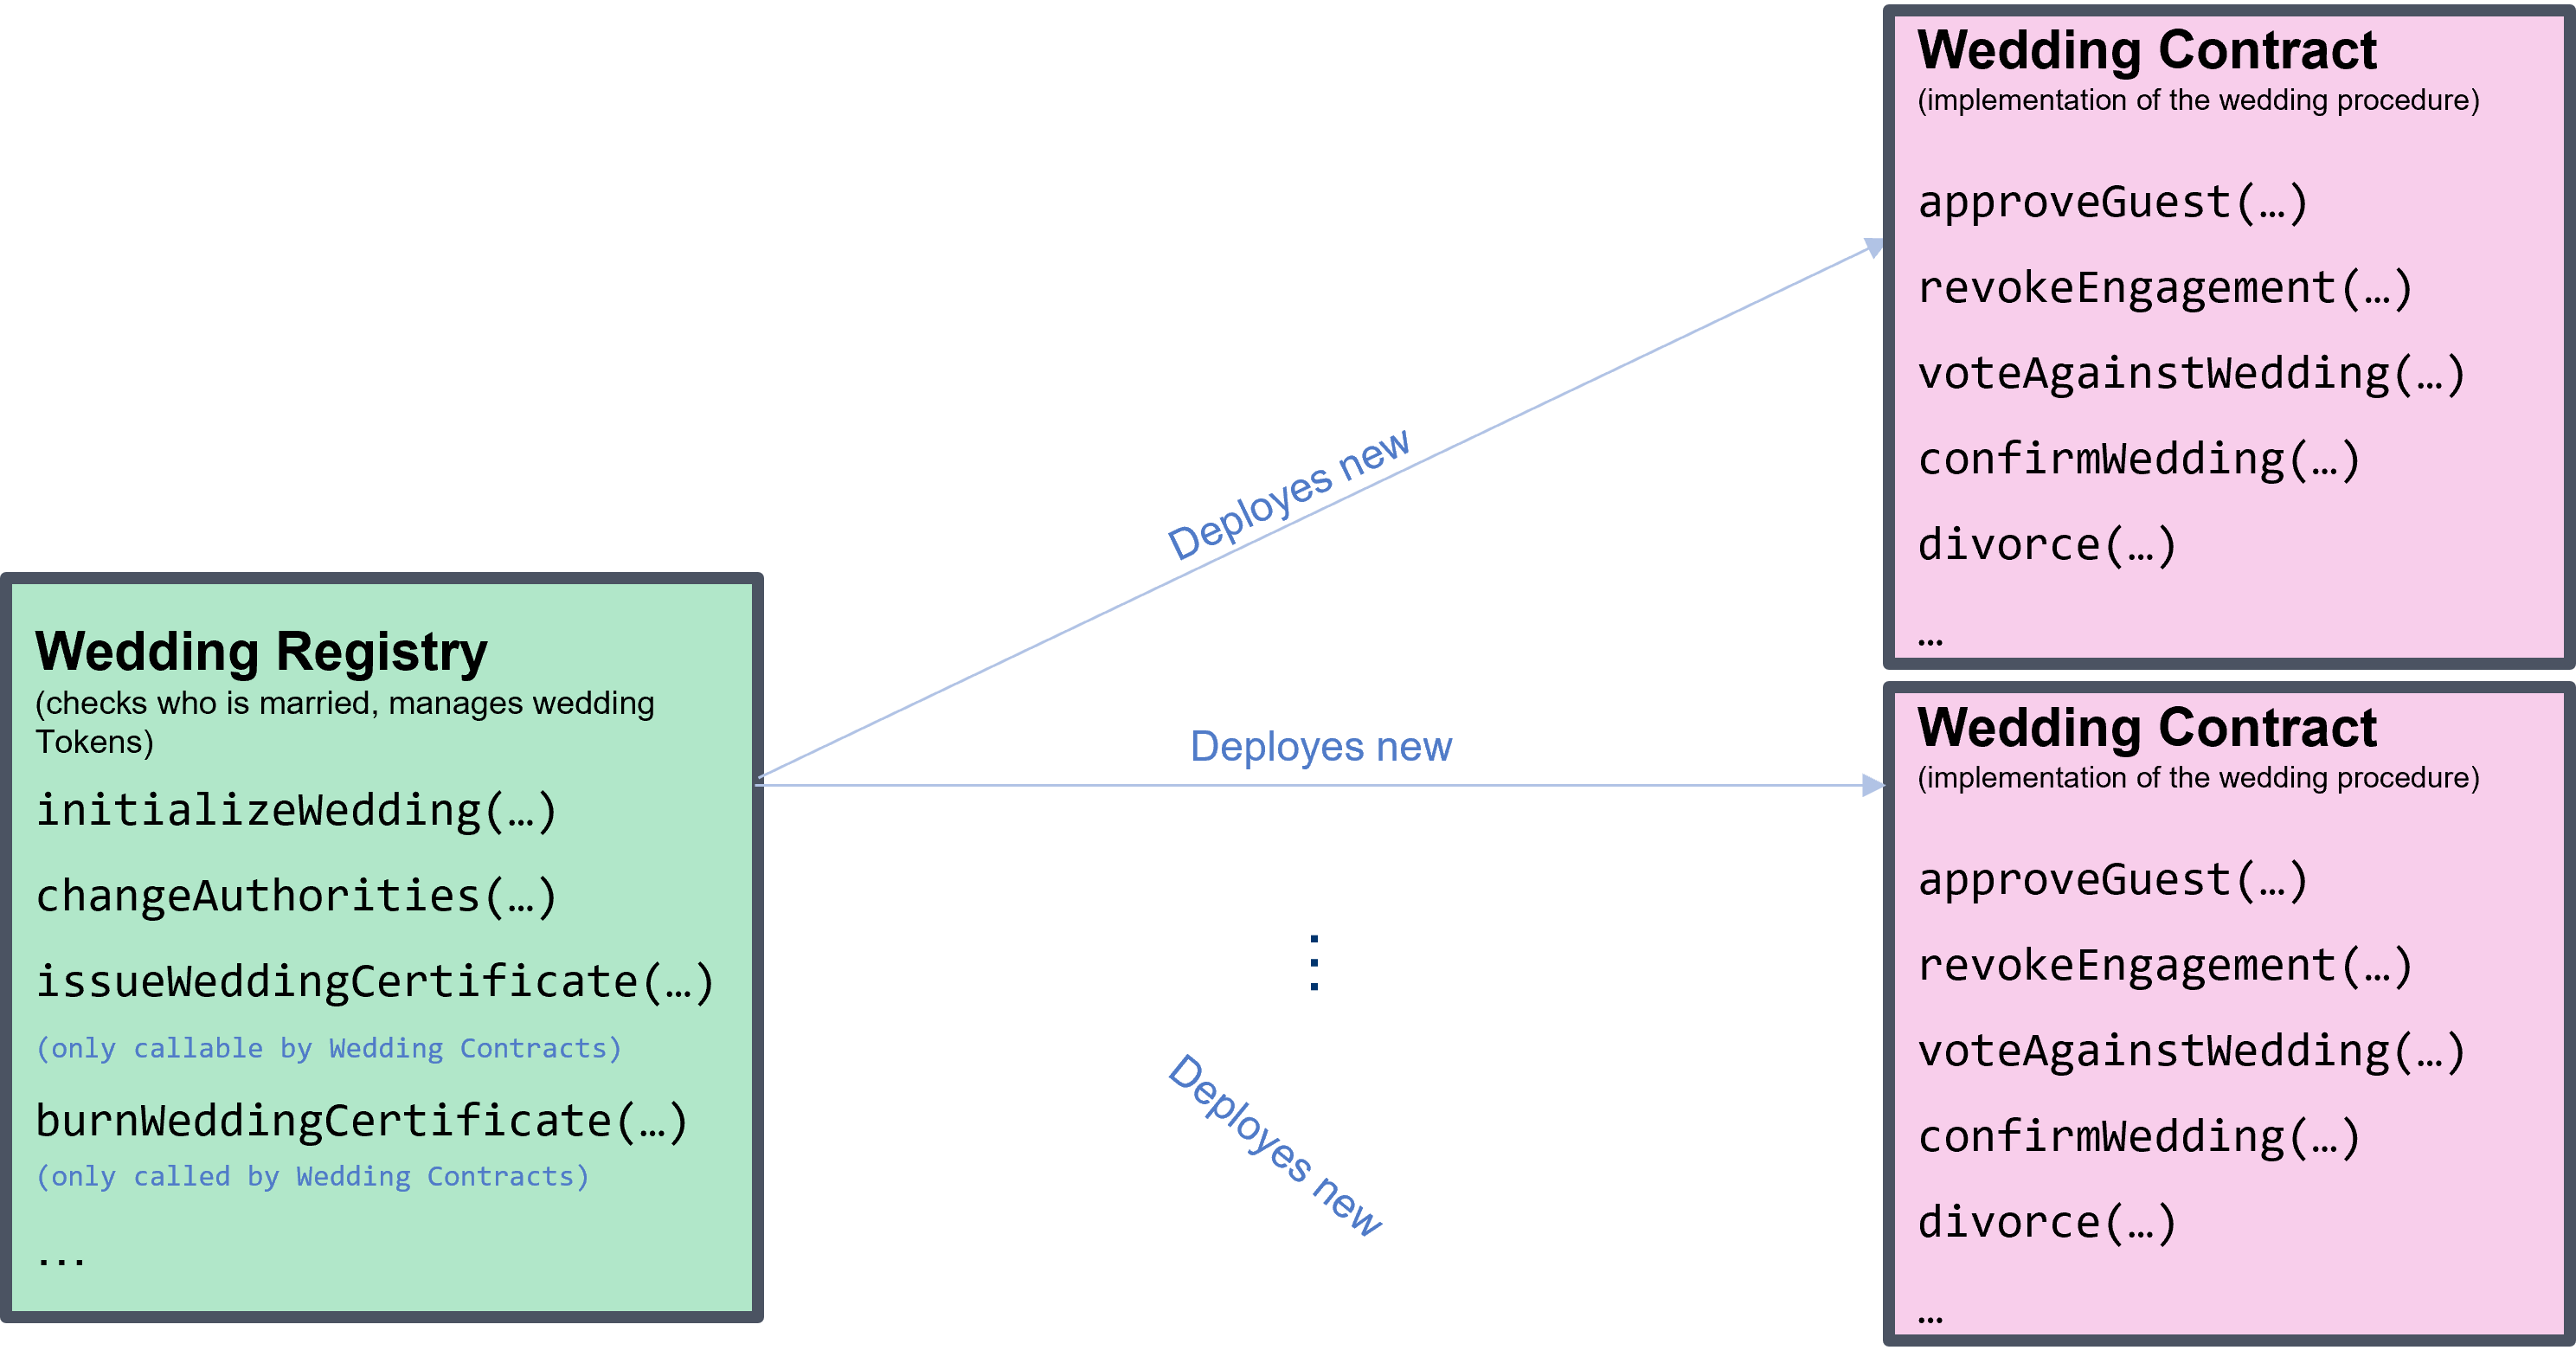 Wedding Registry
(checks who is married, manages wedding
Tokens)
initializeWedding(…)
changeAuthorities(…)
issueWeddingCertificate(…)
(only callable by Wedding Contracts)
burnWeddingCertificate(…)
(only called by Wedding Contracts)
…
Deployes new
Deployes new
Deployes new
Wedding Contract
(implementation of the wedding procedure)
approveGuest(…)
revokeEngagement(…)
voteAgainstWedding(…)
confirmWedding(…)
divorce(…)
…
Wedding Contract
(implementation of the wedding procedure)
approveGuest(…)
revokeEngagement(…)
voteAgainstWedding(…)
confirmWedding(…)
divorce(…)
…